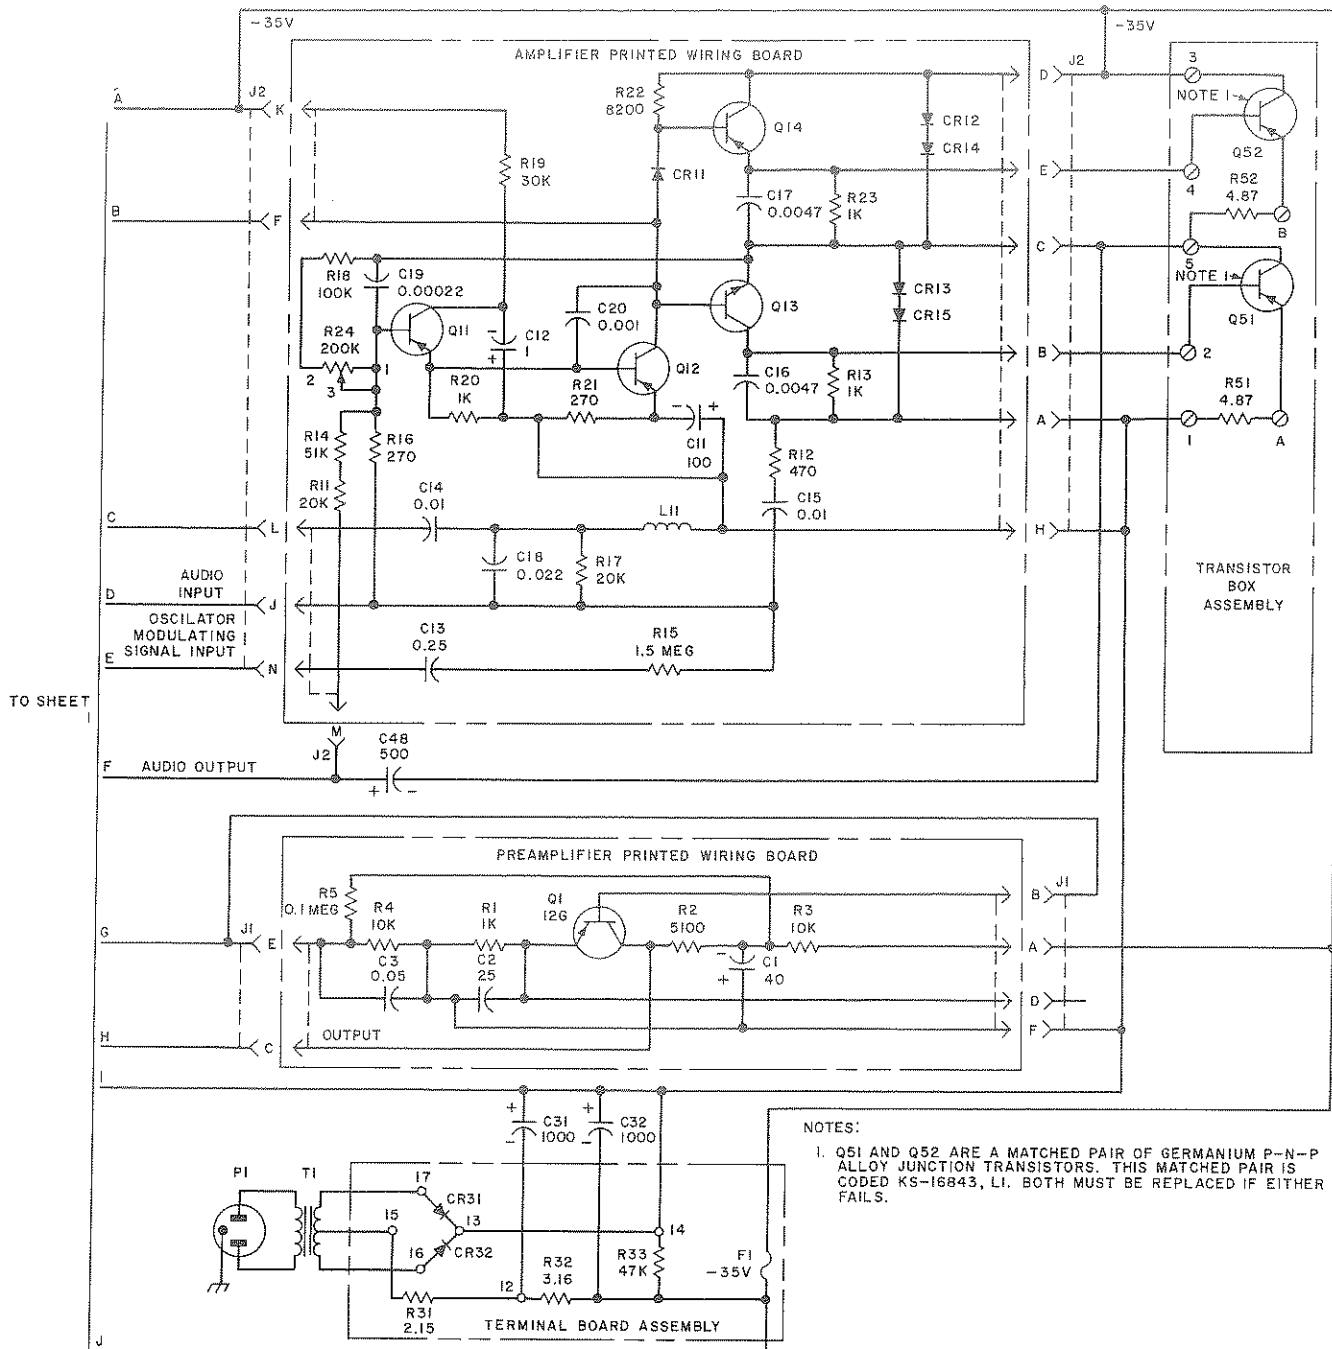 -35V
-35V
AMPLIFIER PRINTED WIRING BOARD
A
J2
K
D
J2
3
NOTE 1
Q52
R22
8200
Q14
CR12
CR14
R19
30K
CR11
C17
0.0047
R23
1K
E
4
R52
4.87
B
B
F
C
5
NOTE 1
Q51
R18
100K
C19
0.00022
Q11
C12
1
-
+
C20
0.001
Q13
CR13
CR15
R24
200K
2
3
1
Q12
B
2
R20
1K
R21
270
C16
0.0047
R13
1K
R51
4.87
-
+
C11
100
A
1
A
R14
51K
R16
270
R12
470
R11
20K
C14
0.01
C15
0.01
C
L
L11
H
C18
0.022
R17
20K
TRANSISTOR
BOX
ASSEMBLY
AUDIO
INPUT
D
J
OSCILATOR
MODULATING
SIGNAL INPUT
C13
0.25
R15
1.5 MEG
E
N
TO SHEET
1
M
J2
C48
500
F
AUDIO OUTPUT
+
-
PREAMPLIFIER PRINTED WIRING BOARD
R5
0.1 MEG
R4
10K
R1
1K
Q1
12G
R2
5100
R3
10K
B
J1
G
J1
E
A
C3
0.05
C2
25
-
+
C1
40
D
F
H
C
OUTPUT
I
+
-
C31
1000
+
-
C32
1000
NOTES:
1. Q51 AND Q52 ARE A MATCHED PAIR OF GERMANIUM P-N-P
ALLOY JUNCTION TRANSISTORS. THIS MATCHED PAIR IS
CODED KS-16843, L1. BOTH MUST BE REPLACED IF EITHER
FAILS.
P1
T1
17
CR31
15
13
14
16
CR32
R33
47K
F1
-35V
R32
3.16
12
R31
2.15
TERMINAL BOARD ASSEMBLY
J